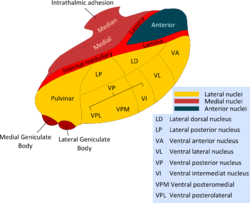 Intrathalmic adhesion
Median
Medial
Lamina
Anterior
Internal medullary
Lamina
LD
VA
LP
VL
Pulvinar
VP
VI
VPM
VPL
Medial Geniculate
Body
Lateral Geniculate
Body
Lateral nuclei
Medial nuclei
Anterior nuclei
LD Lateral dorsal nucleus
LP Lateral posterior nucleus
VA Ventral anterior nucleus
VL Ventral lateral nucleus
VP Ventral posterior nucleus
VI Ventral intermediat nucleus
VPM Ventral posteromedial
VPL Ventral posterolateral